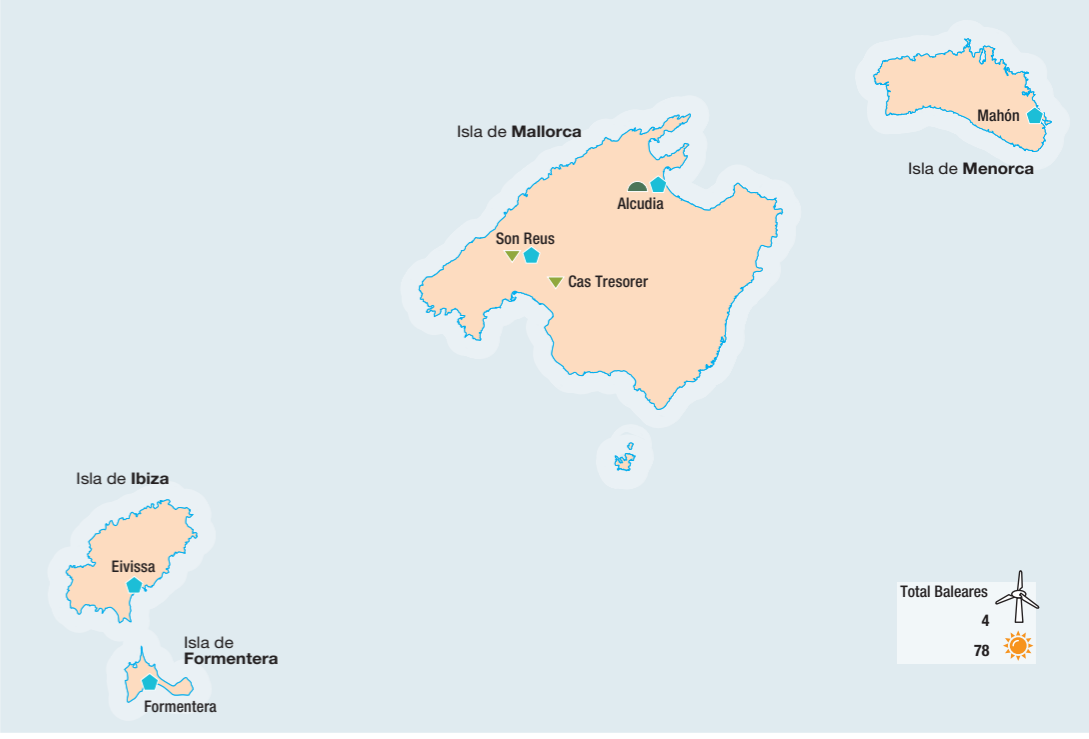 Isla de Mallorca
Mahón
Isla de Menorca
Alcudia
Son Reus
Cas Tresorer
Isla de Ibiza
Eivissa
Isla de
Formentera
Formentera
Total Baleares
4
78